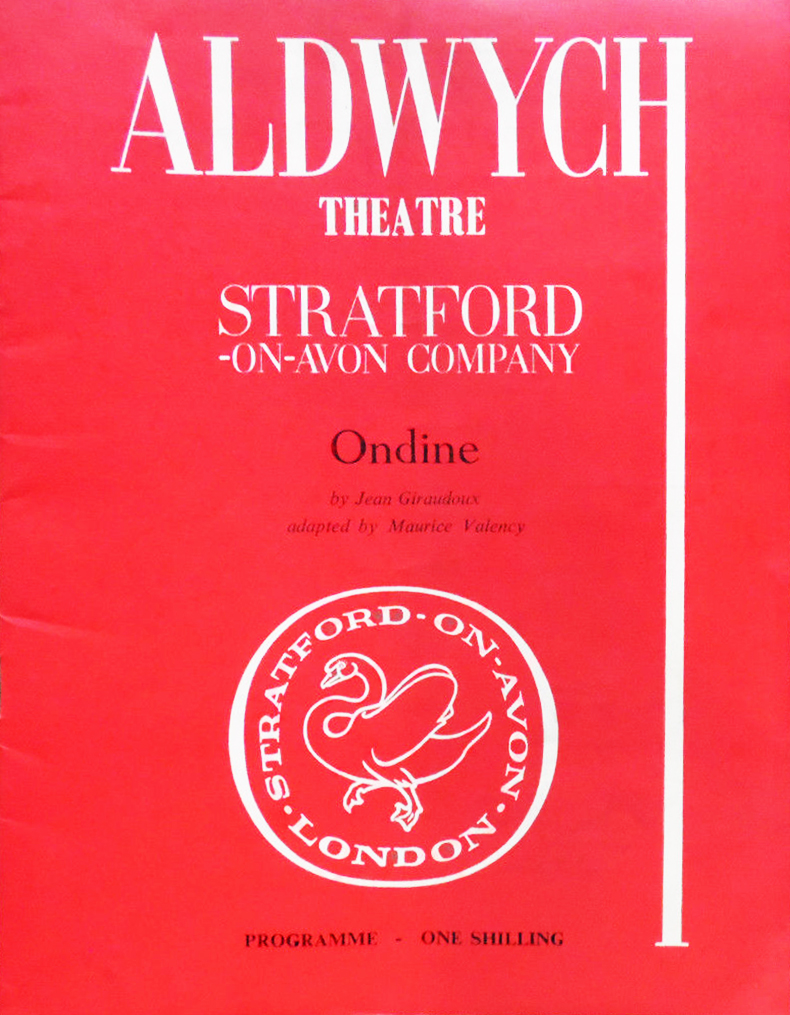 ALDWYCH
THEATRE
STRATFORD
-ON-AVON COMPANY
Ondine
by Jean Giraudoux
adapted by Maurice Valency
STRATFORD-ON-AVON
·LONDON·
PROGRAMME - ONE SHILLING